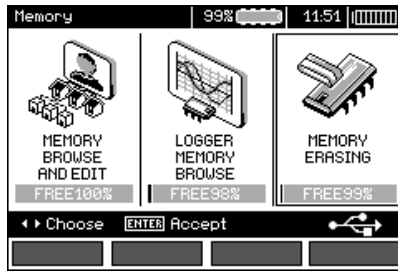 Memory 99% 11:51
MEMORY
BROWSE
AND EDIT
FREE100%
LOGGER
MEMORY
BROWSE
FREE98%
MEMORY
ERASING
FREE99%
Choose ENTER Accept